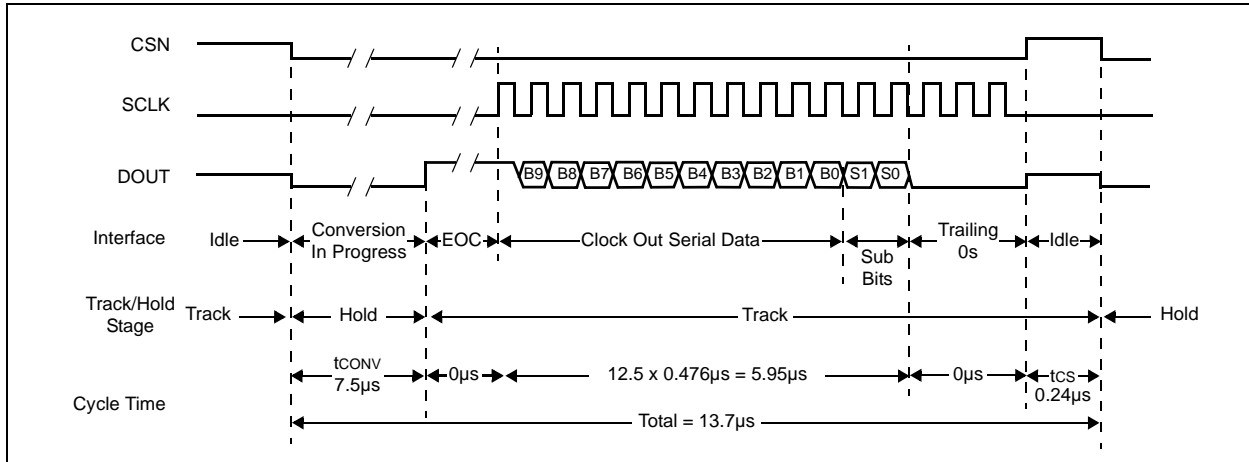 CSN
SCLK
DOUT
B9 B8 B7 B6 B5 B4 B3 B2 B1 B0 S1 S0
Interface
Idle
Conversion
In Progress
EOC
Clock Out Serial Data
Sub
Bits
Trailing
0s
Idle
Track/Hold
Stage
Track
Hold
Track
Hold
Cycle Time
tCONV
7.5µs
0µs
12.5 x 0.476µs = 5.95µs
0µs
tCS
0.24µs
Total = 13.7µs